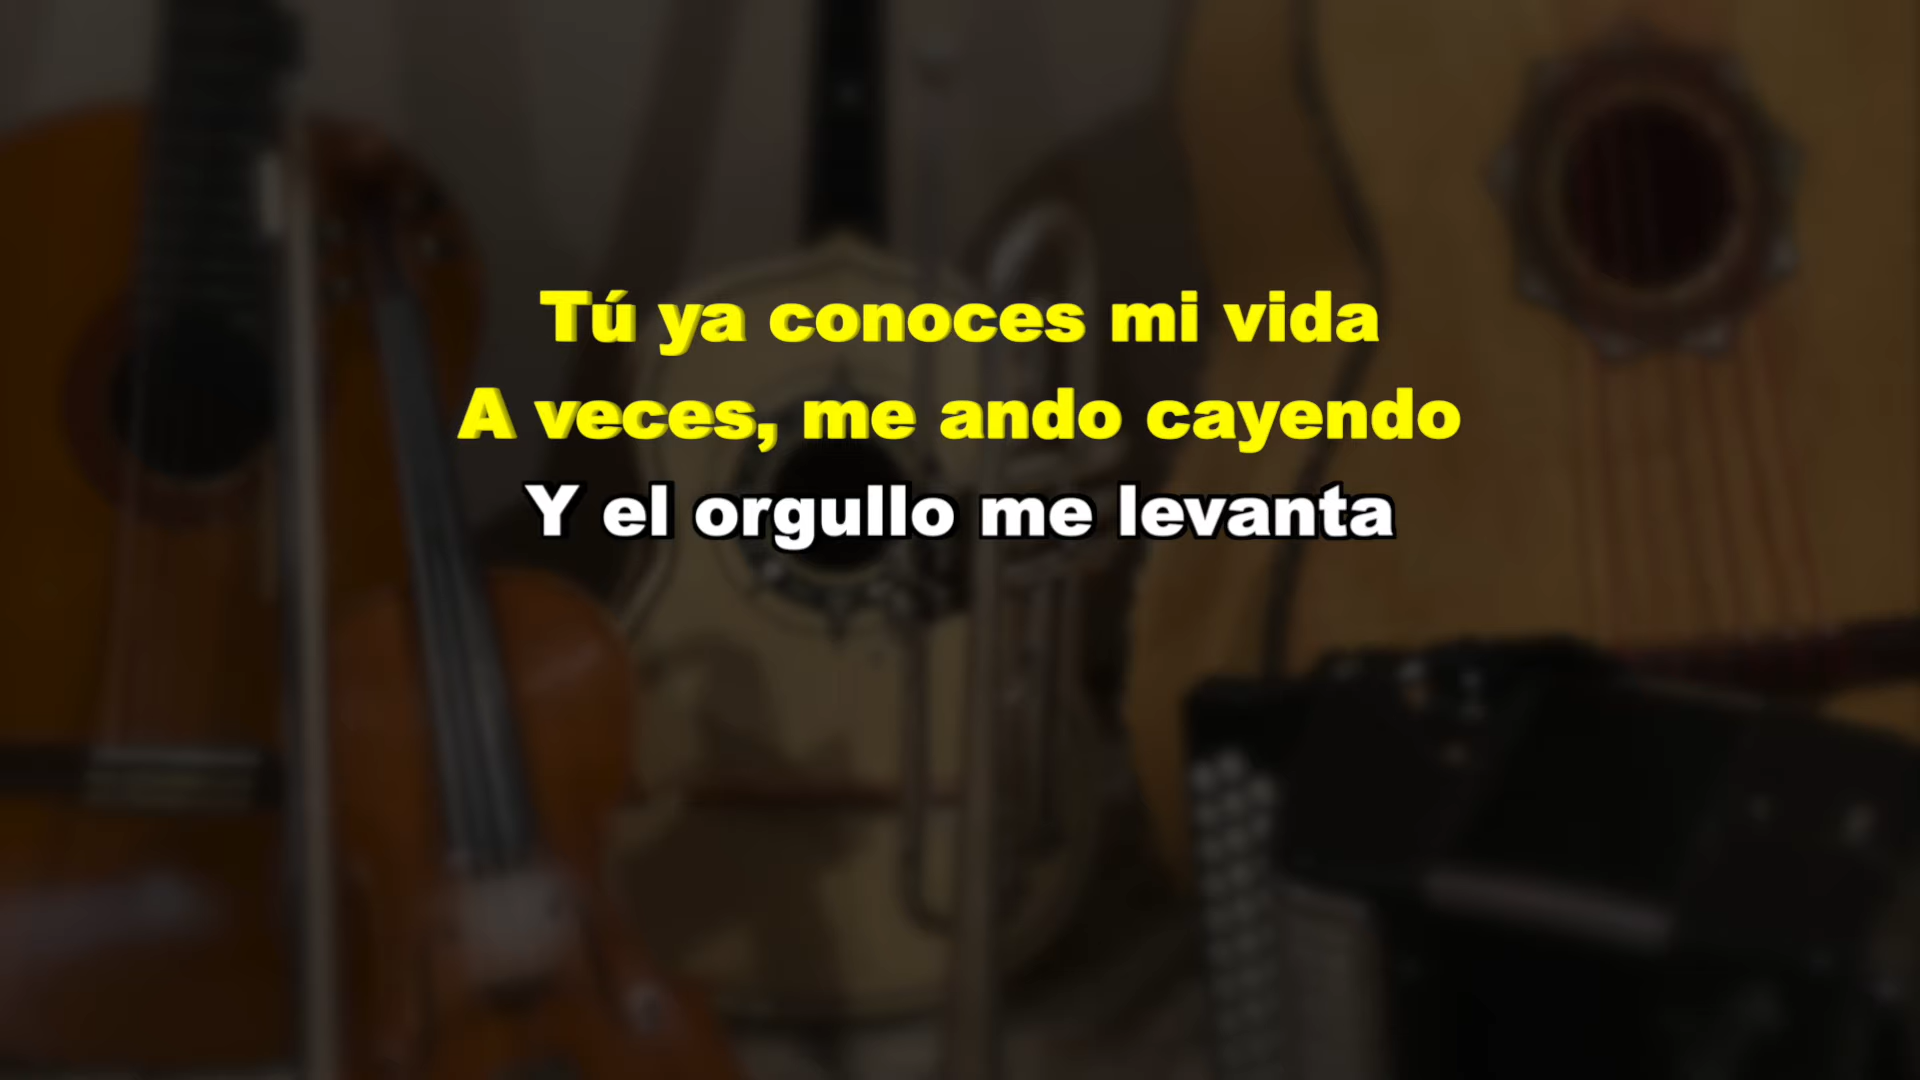 Tú ya conoces mi vida
A veces, me ando cayendo
Y el orgullo me levanta